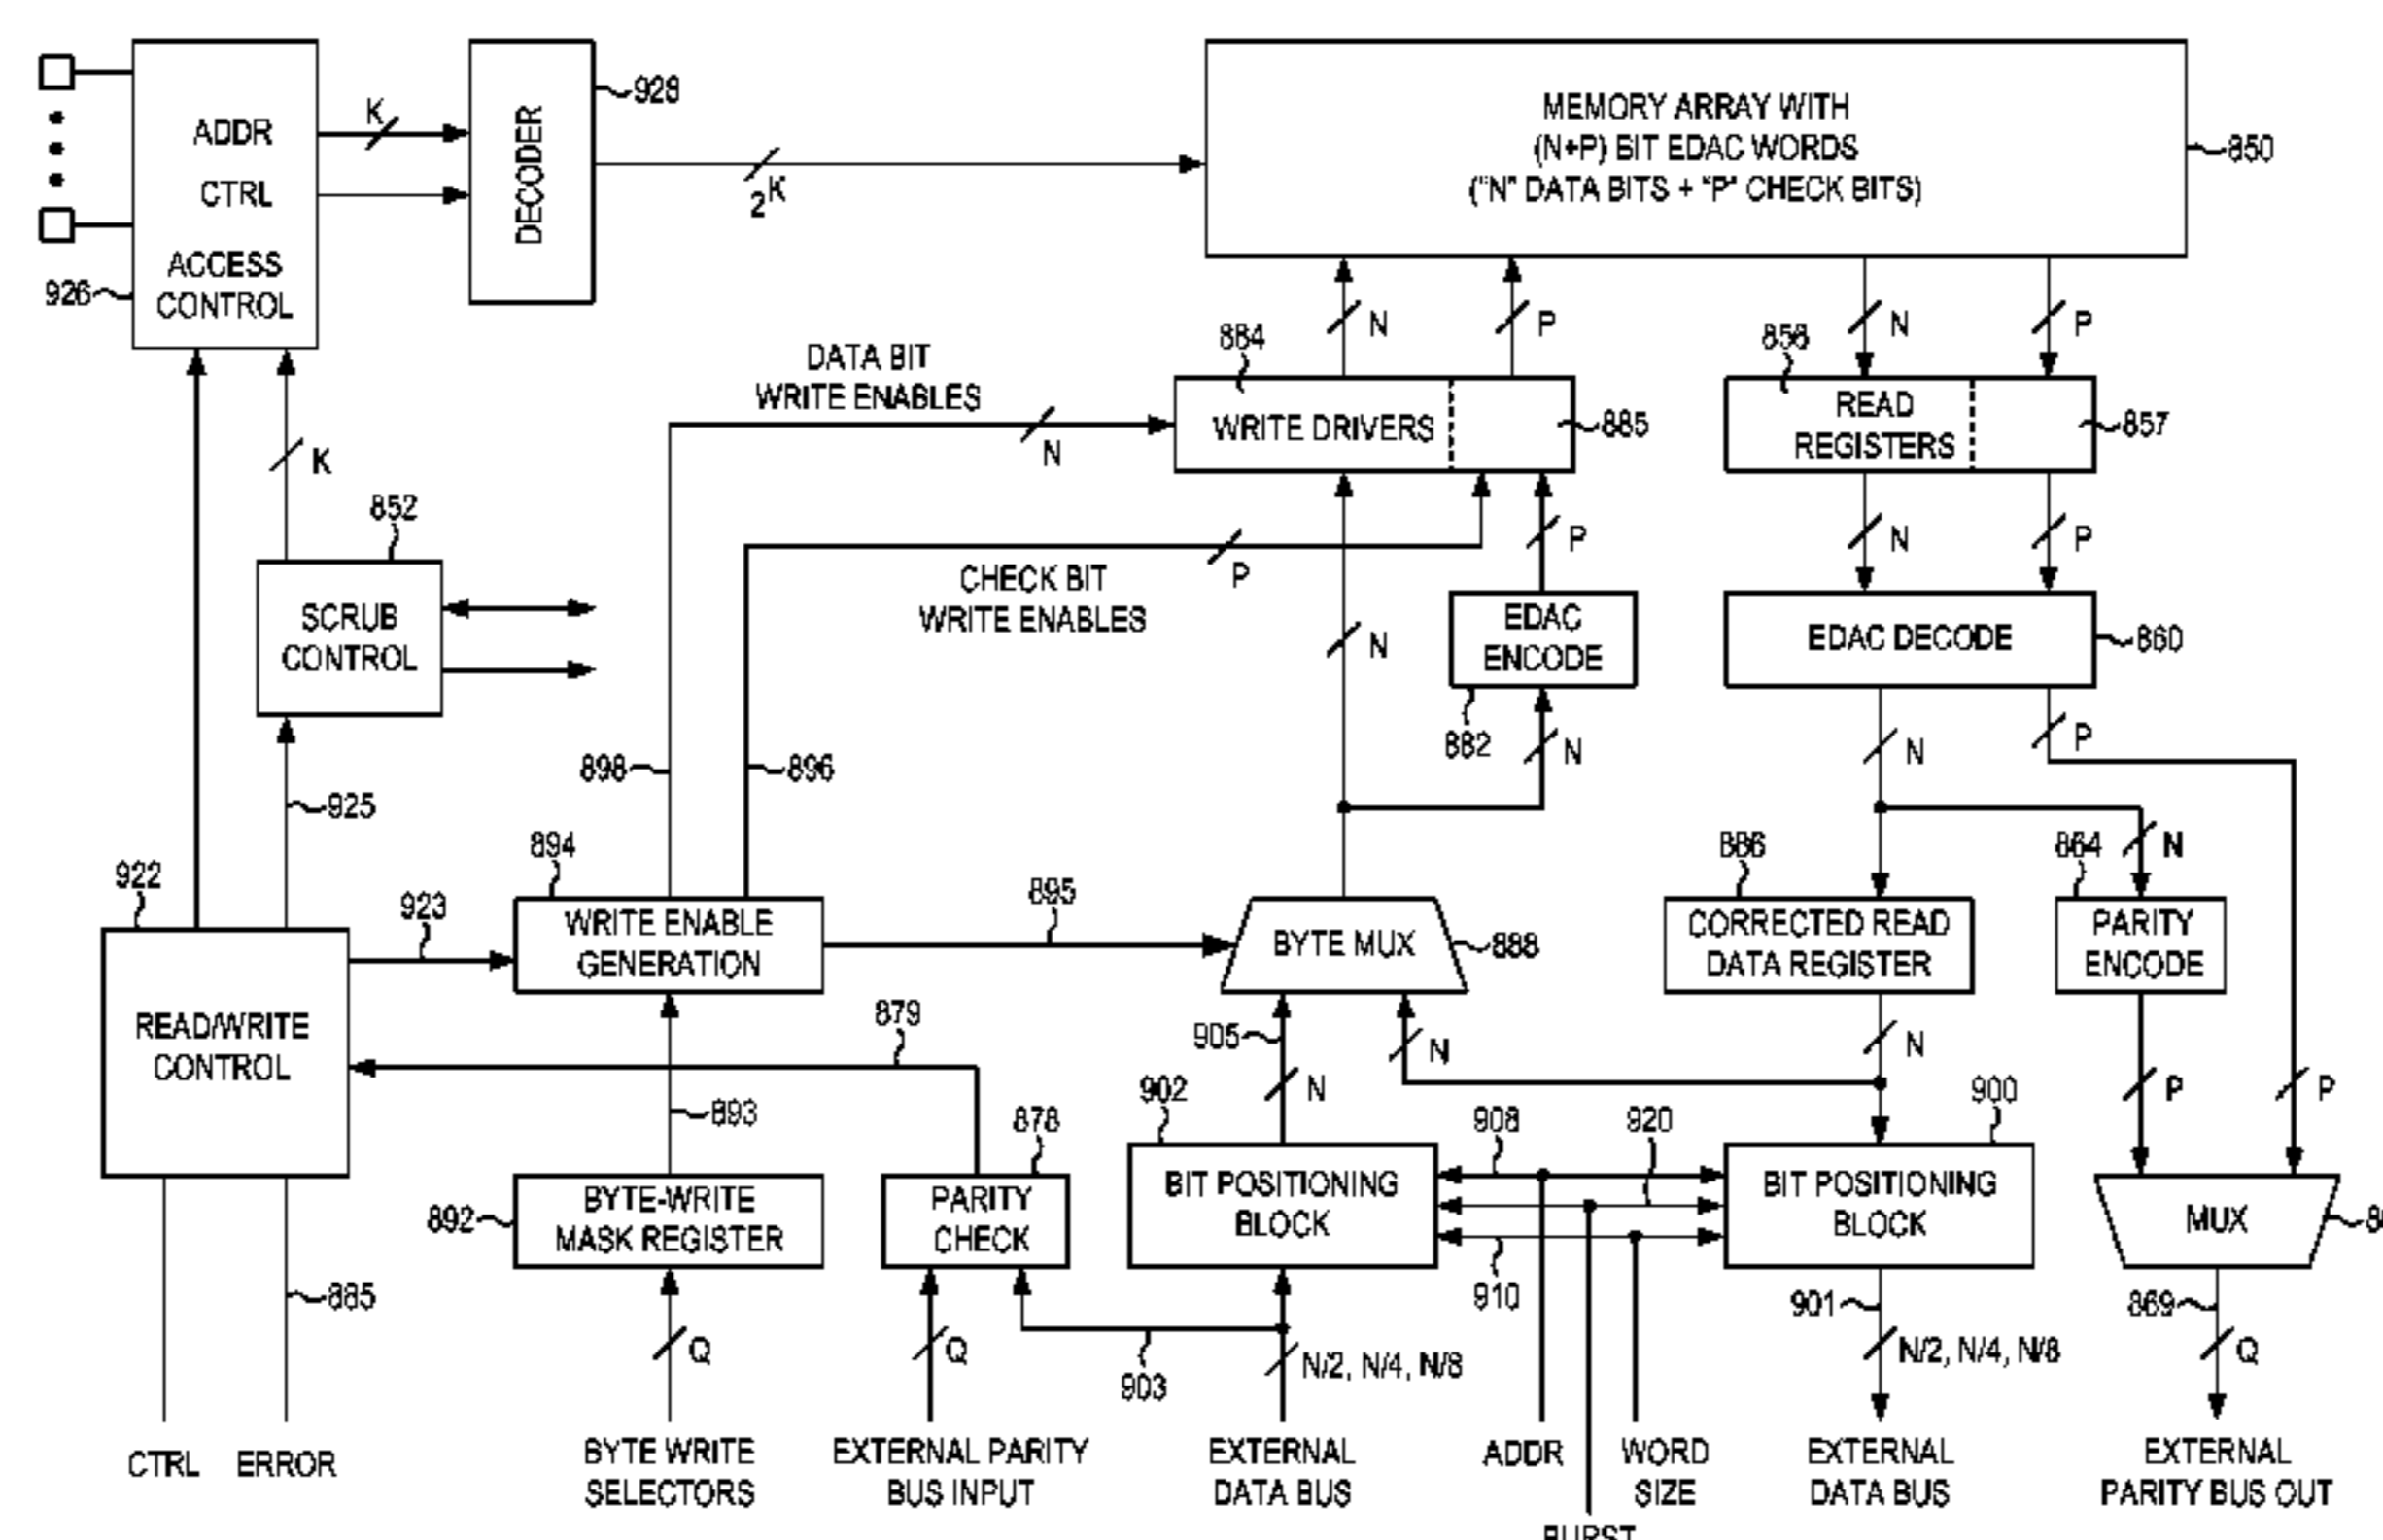 928
K
ADDR
CTRL
ACCESS
CONTROL
926
DECODER
2K
MEMORY ARRAY WITH
(N+P) BIT EDAC WORDS
("N" DATA BITS + "P" CHECK BITS)
850
N
P
N
P
DATA BIT
WRITE ENABLES
N
884
WRITE DRIVERS
885
858
READ
REGISTERS
857
K
852
SCRUB
CONTROL
CHECK BIT
WRITE ENABLES
P
N
P
EDAC
ENCODE
882
N
N
P
EDAC DECODE
860
N
P
898
896
925
922
923
894
WRITE ENABLE
GENERATION
895
BYTE MUX
888
886
CORRECTED READ
DATA REGISTER
864
N
PARITY
ENCODE
READ/WRITE
CONTROL
879
905
N
N
N
P
P
893
892
BYTE-WRITE
MASK REGISTER
878
PARITY
CHECK
902
BIT POSITIONING
BLOCK
908
920
910
900
BIT POSITIONING
BLOCK
MUX
885
Q
Q
903
N/2, N/4, N/8
901
N/2, N/4, N/8
869
Q
CTRL
ERROR
BYTE WRITE
SELECTORS
EXTERNAL PARITY
BUS INPUT
EXTERNAL
DATA BUS
ADDR
WORD
SIZE
BURST
EXTERNAL
DATA BUS
EXTERNAL
PARITY BUS OUT